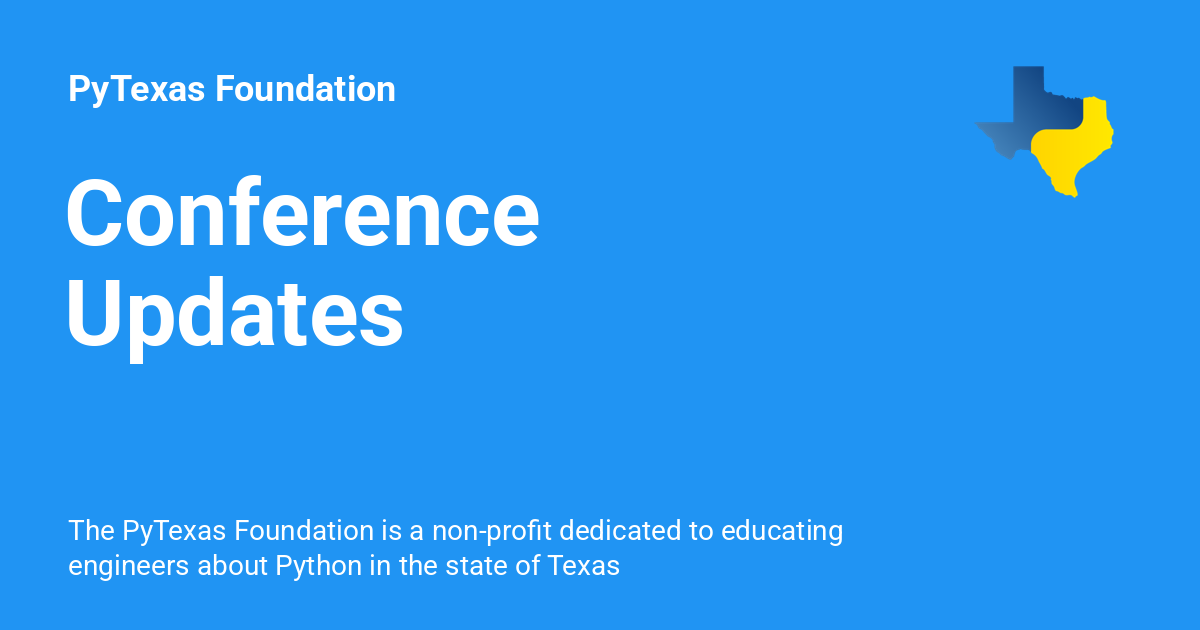 PyTexas Foundation
Conference
Updates
The PyTexas Foundation is a non-profit dedicated to educating
engineers about Python in the state of Texas